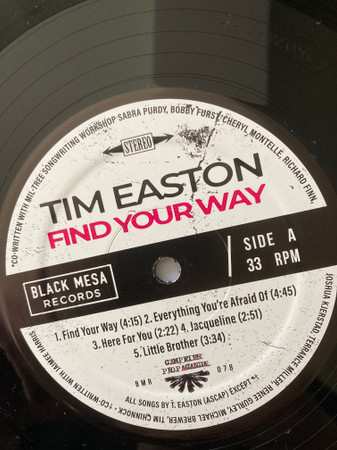 *CO-WRITTEN WITH MIL-TREE SONGWRITING WORKSHOP SABRA PURDY, BOBBY FURST, CHERYL MONTELLE, RICHARD FINN,
STEREO
TIM EASTON
FIND YOUR WAY
SIDE A
33 RPM
BLACK MESA
RECORDS
1. Find Your Way (4:15) 2. Everything You're Afraid Of (4:45)
3. Here For You (2:22) 4. Jacqueline (2:51)
5. Little Brother (3:34)
CAMPAIGN
PROPAGANDA
BMR 078
ALL SONGS BY T. EASTON (ASCAP) EXCEPT
JOSHUA KIERSTAD, TERRANCE MILLER, RENEE GURLEY, MICHAEL BREWER, TIM CHINNOCK
CO-WRITTEN WITH JAMEE HARRIS